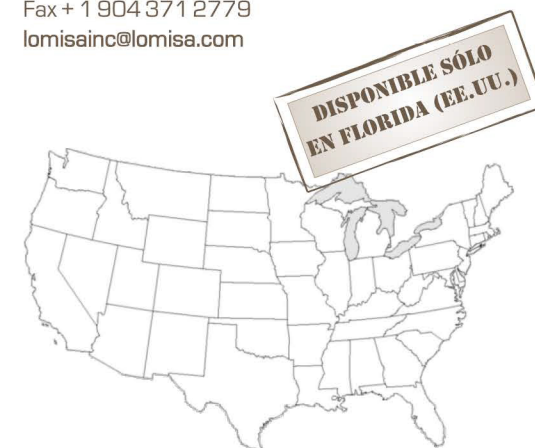 Fax + 1 904 371 2779
lomisainc@lomisa.com
DISPONIBLE SÓLO
EN FLORIDA (EE.UU.)